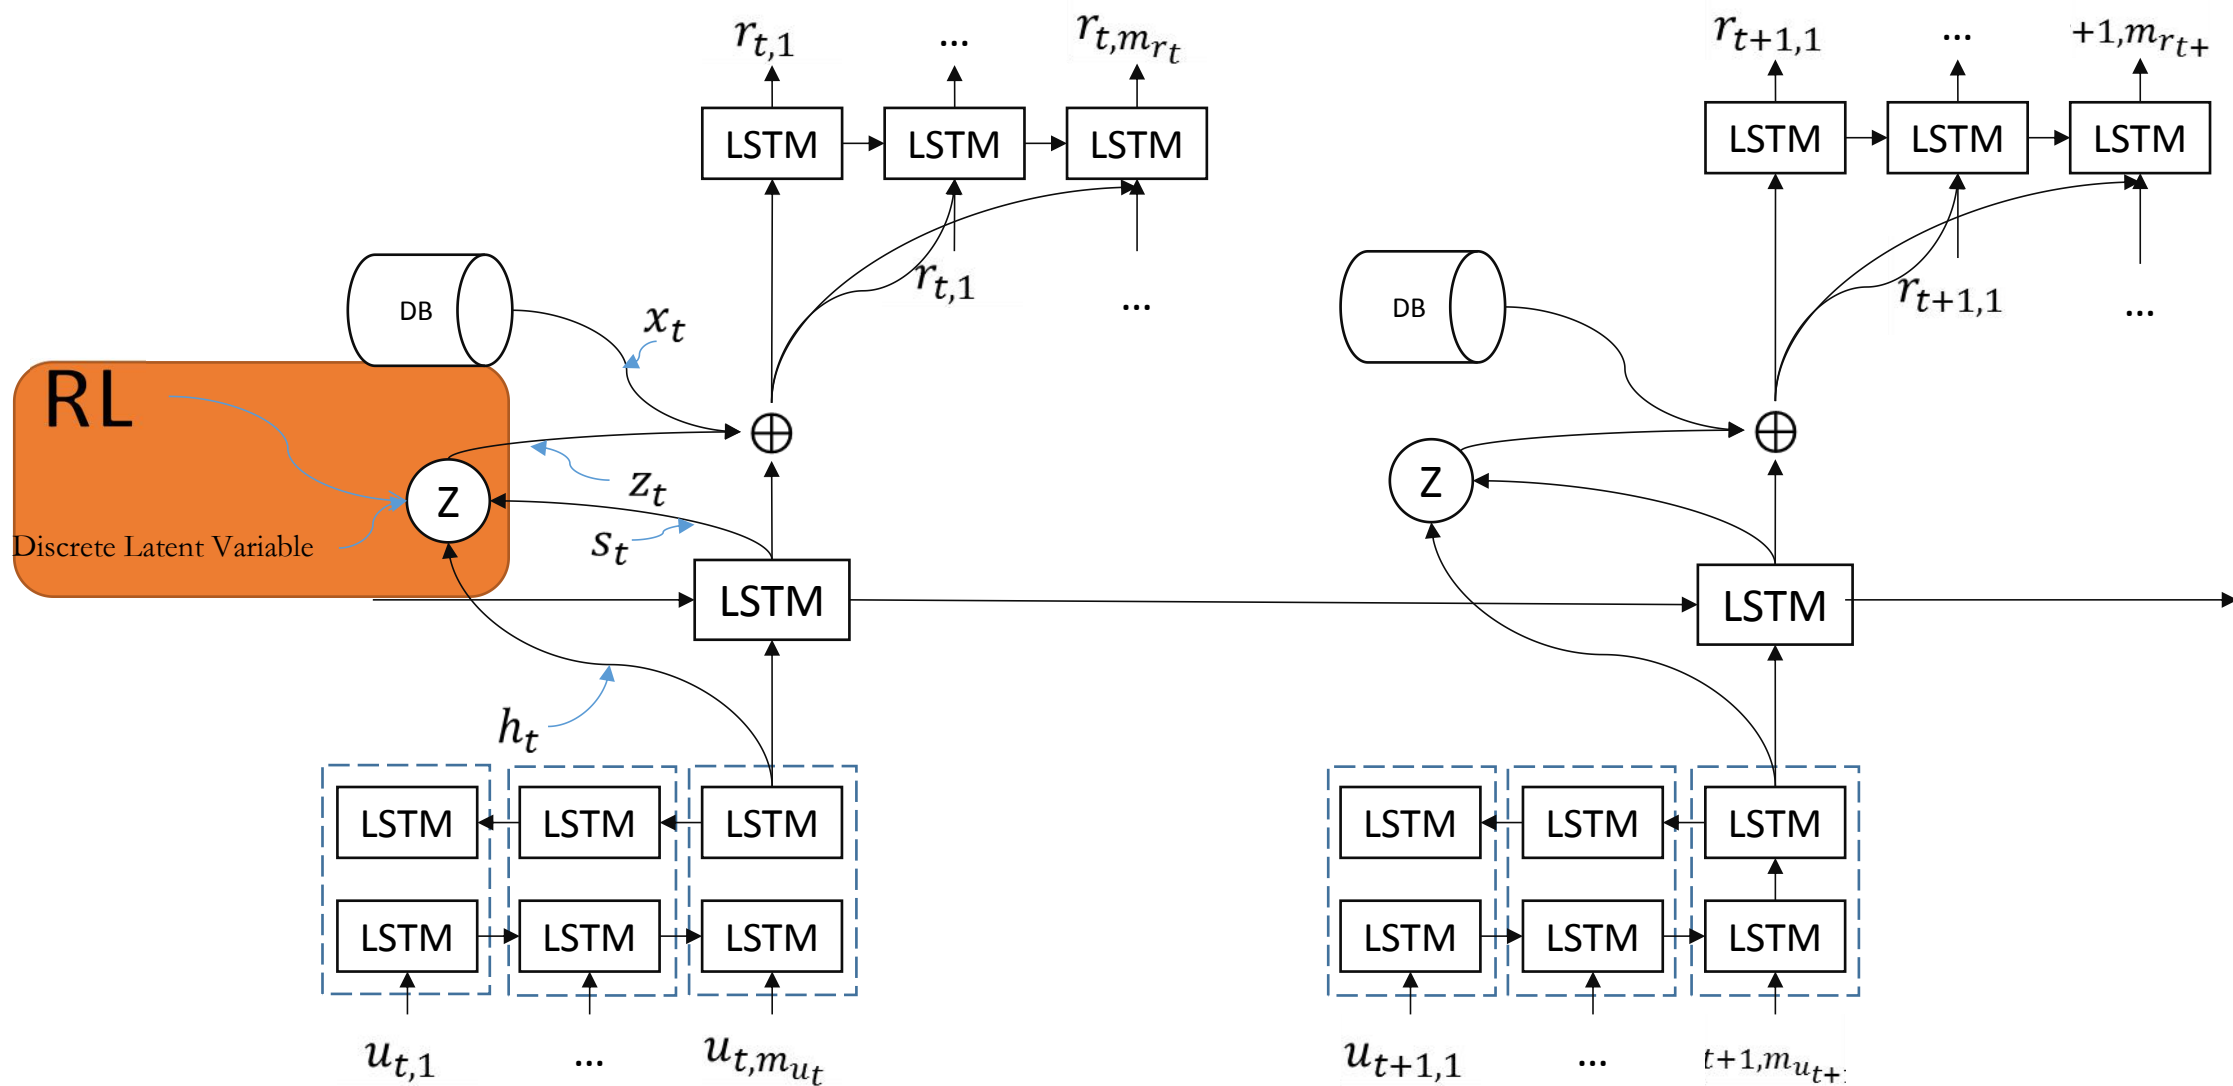 r_{t,1} ... r_{t,m_{r_t}} r_{t+1,1} ... +1,m_{r_{t+}}
LSTM LSTM LSTM LSTM LSTM LSTM
DB x_t r_{t,1} ... DB r_{t+1,1} ...
RL
Z z_t Z
Discrete Latent Variable s_t
LSTM LSTM
h_t
LSTM LSTM LSTM LSTM LSTM LSTM
LSTM LSTM LSTM LSTM LSTM LSTM
u_{t,1} ... u_{t,m_{u_t}} u_{t+1,1} ... t+1,m_{u_{t+}}